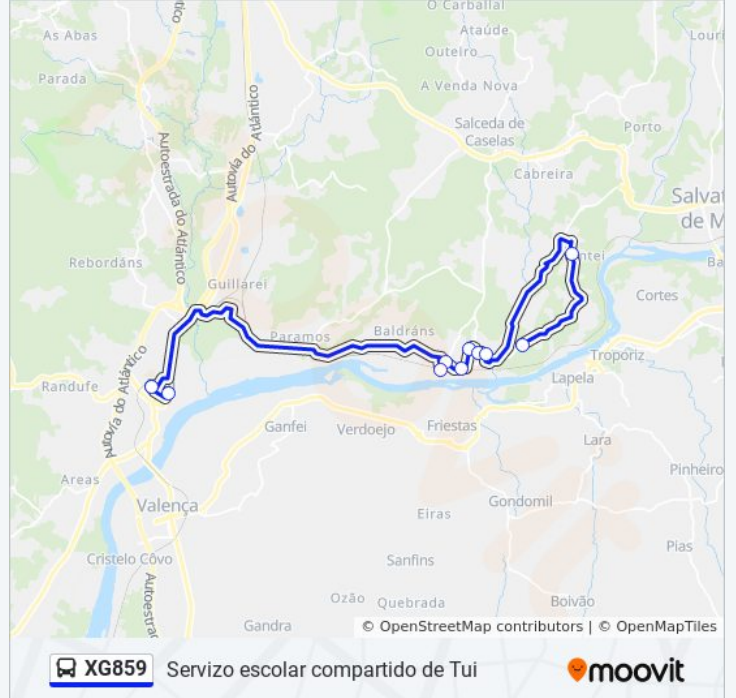 O Carballal
As Abas
Ataúde
Outeiro
Parada
A Venda Nova
Salceda de
Caselas
Porto
Autovía do Atlántico
Autoestrada do Atlántico
Cabreira
Salvat
de M
Rebordáns
Guillarei
Cortes
Paramos
Baldráns
Troporiz
Randufe
Autovía do Atlántico
Lapela
Ganfei
Verdoejo
Friestas
Lara
Pinheiro
Areas
Valença
Gondomil
Eiras
Pias
Cristelo Côvo
Sanfins
Ozão
Quebrada
Boivão
Gandra
© OpenStreetMap contributors | © OpenMapTiles
XG859
Servizo escolar compartido de Tui
moovit